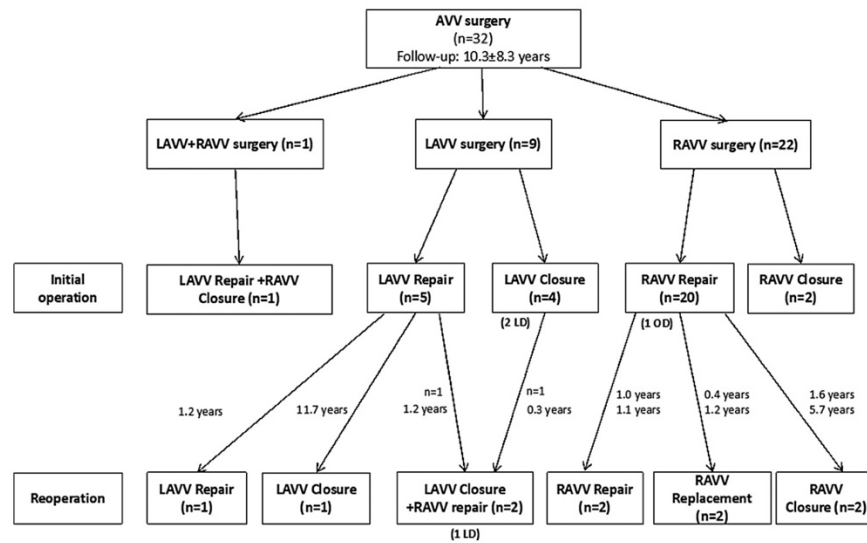 AVV surgery
(n=32)
Follow-up: 10.3±8.3 years
LAVV+RAVV surgery (n=1)
LAVV surgery (n=9)
RAVV surgery (n=22)
Initial
operation
LAVV Repair +RAVV
Closure (n=1)
LAVV Repair
(n=5)
LAVV Closure
(n=4)
(2 LD)
RAVV Repair
(n=20)
(1 OD)
RAVV Closure
(n=2)
1.2 years
11.7 years
n=1
1.2 years
n=1
0.3 years
1.0 years
1.1 years
0.4 years
1.2 years
1.6 years
5.7 years
Reoperation
LAVV Repair
(n=1)
LAVV Closure
(n=1)
LAVV Closure
+RAVV repair (n=2)
(1 LD)
RAVV Repair
(n=2)
RAVV
Replacement
(n=2)
RAVV
Closure (n=2)